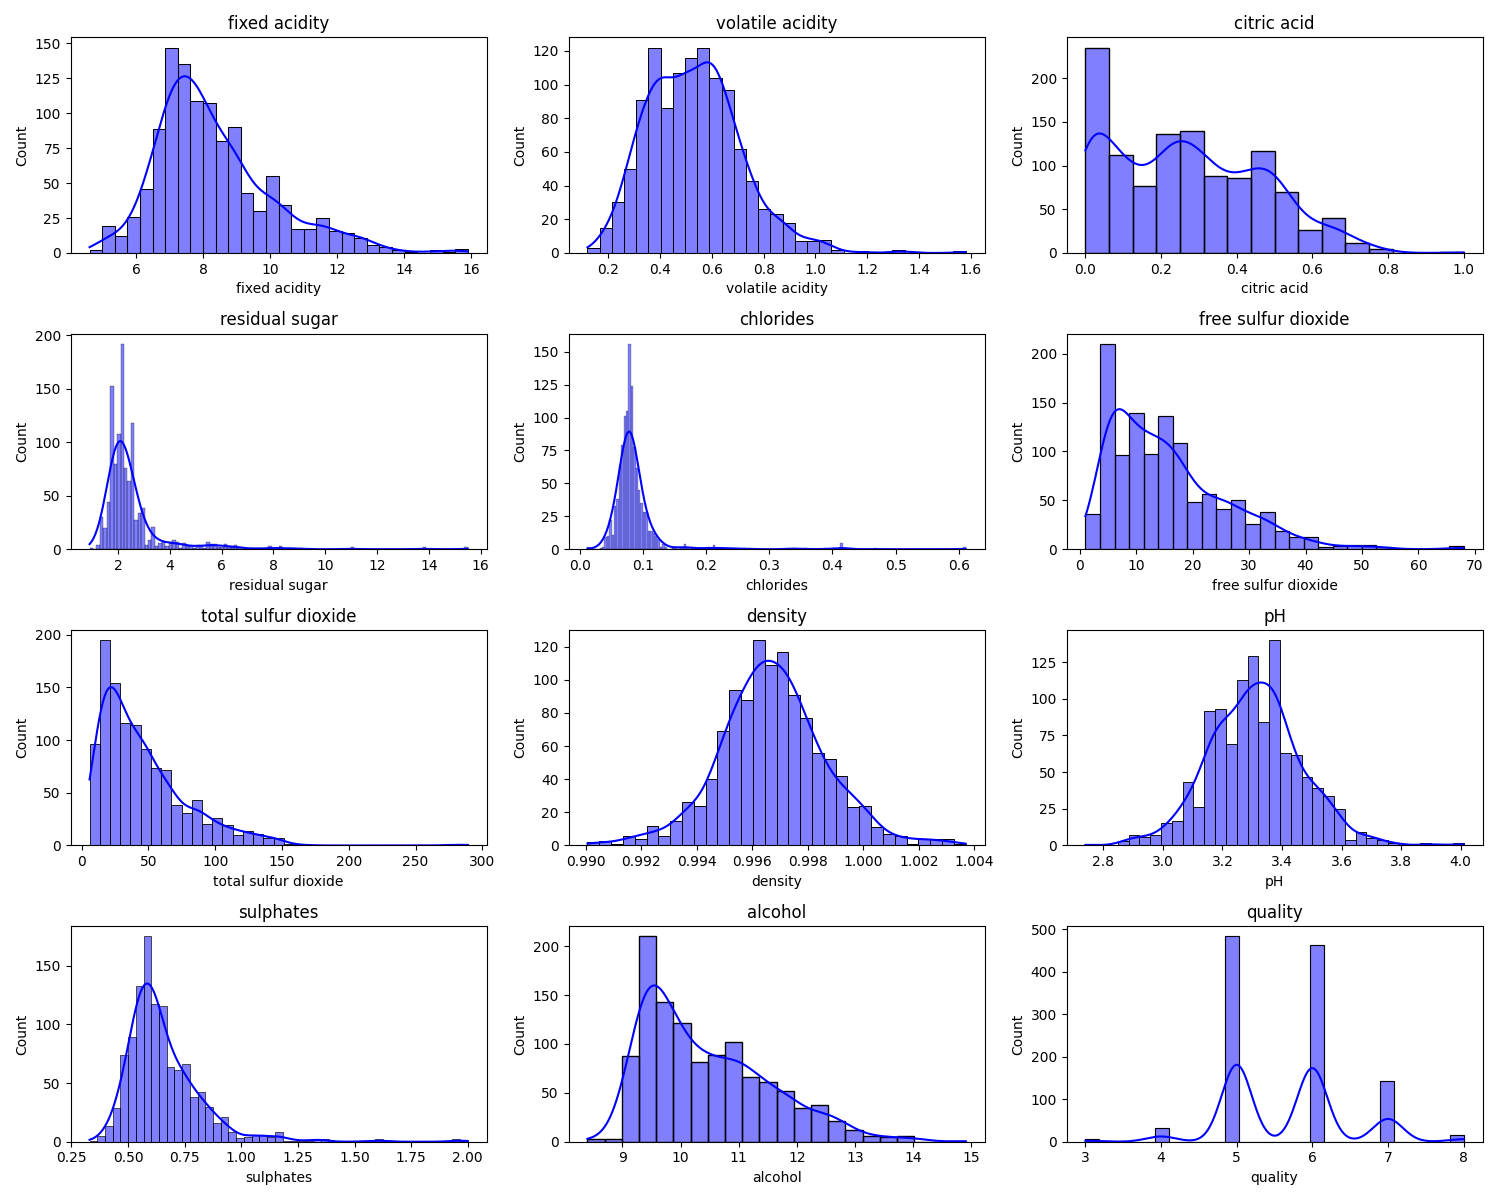 fixed acidity
150
125
100
75
50
25
0
Count
6 8 10 12 14 16
fixed acidity
volatile acidity
120
100
80
60
40
20
0
Count
0.2 0.4 0.6 0.8 1.0 1.2 1.4 1.6
volatile acidity
citric acid
200
150
100
50
0
Count
0.0 0.2 0.4 0.6 0.8 1.0
citric acid
residual sugar
200
150
100
50
0
Count
2 4 6 8 10 12 14 16
residual sugar
chlorides
150
125
100
75
50
25
0
Count
0.0 0.1 0.2 0.3 0.4 0.5 0.6
chlorides
free sulfur dioxide
200
150
100
50
0
Count
0 10 20 30 40 50 60 70
free sulfur dioxide
total sulfur dioxide
200
150
100
50
0
Count
0 50 100 150 200 250 300
total sulfur dioxide
density
120
100
80
60
40
20
0
Count
0.990 0.992 0.994 0.996 0.998 1.000 1.002 1.004
density
pH
125
100
75
50
25
0
Count
2.8 3.0 3.2 3.4 3.6 3.8 4.0
pH
sulphates
150
100
50
0
Count
0.25 0.50 0.75 1.00 1.25 1.50 1.75 2.00
sulphates
alcohol
200
150
100
50
0
Count
9 10 11 12 13 14 15
alcohol
quality
500
400
300
200
100
0
Count
3 4 5 6 7 8
quality